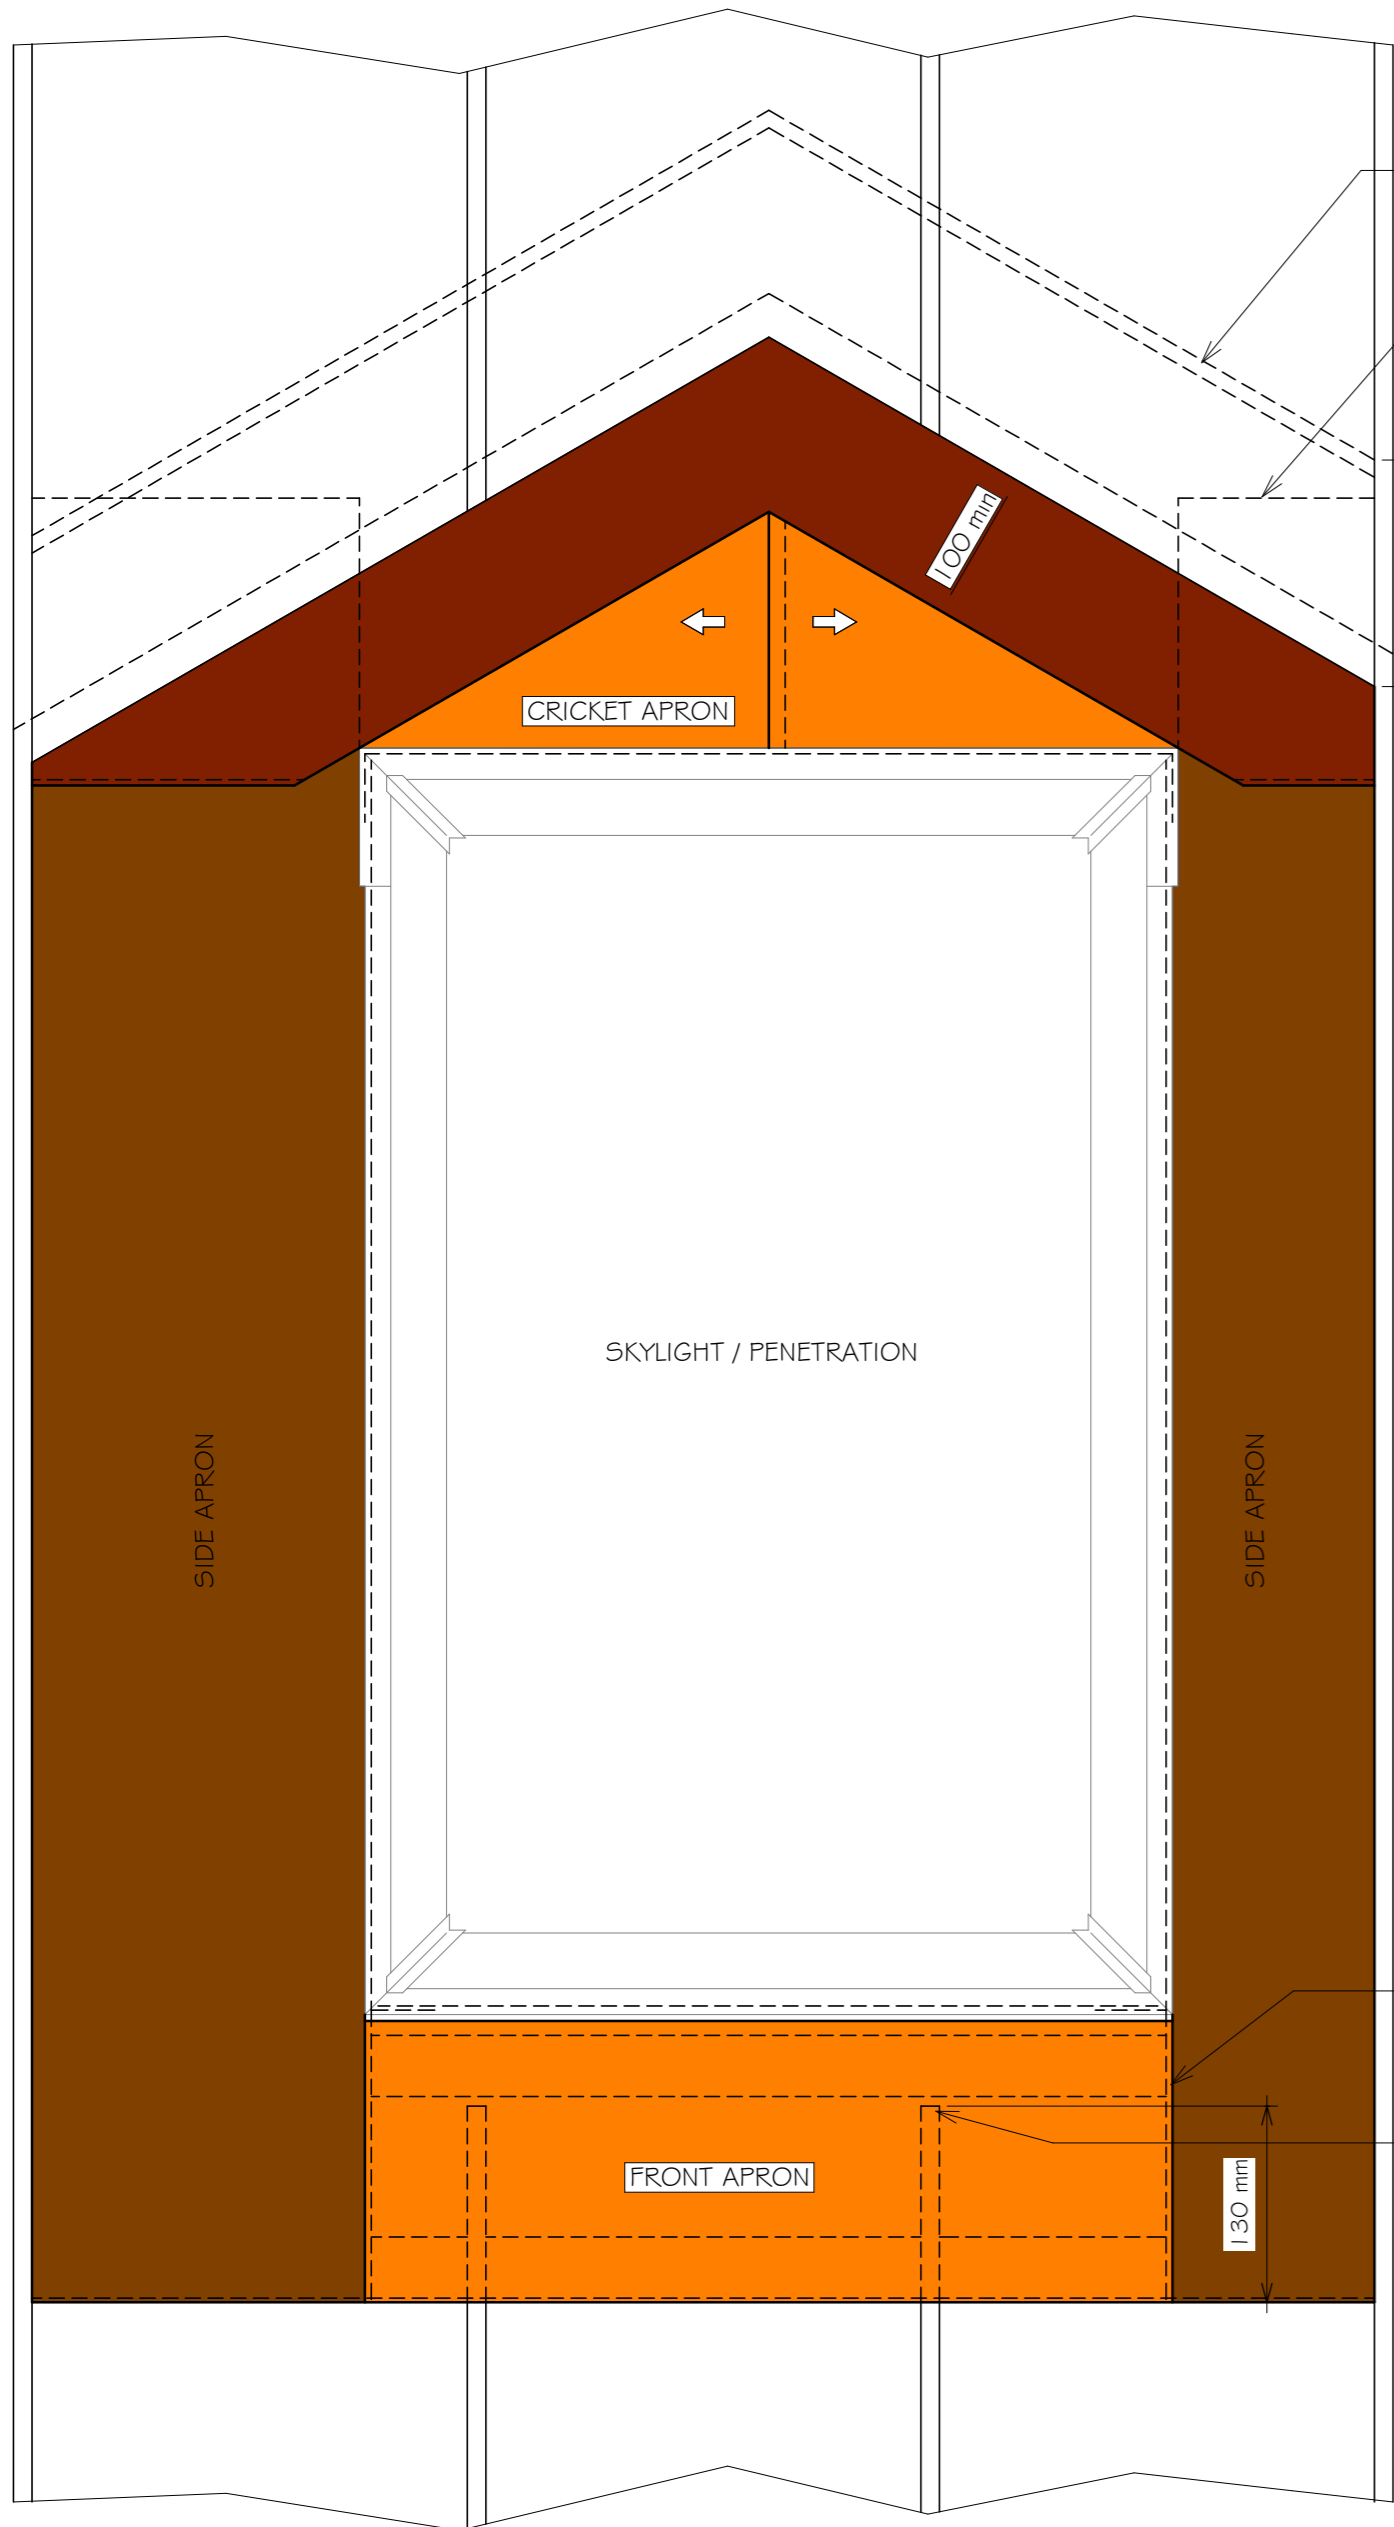 100 min
CRICKET APRON
SKYLIGHT / PENETRATION
SIDE APRON
SIDE APRON
FRONT APRON
130 mm